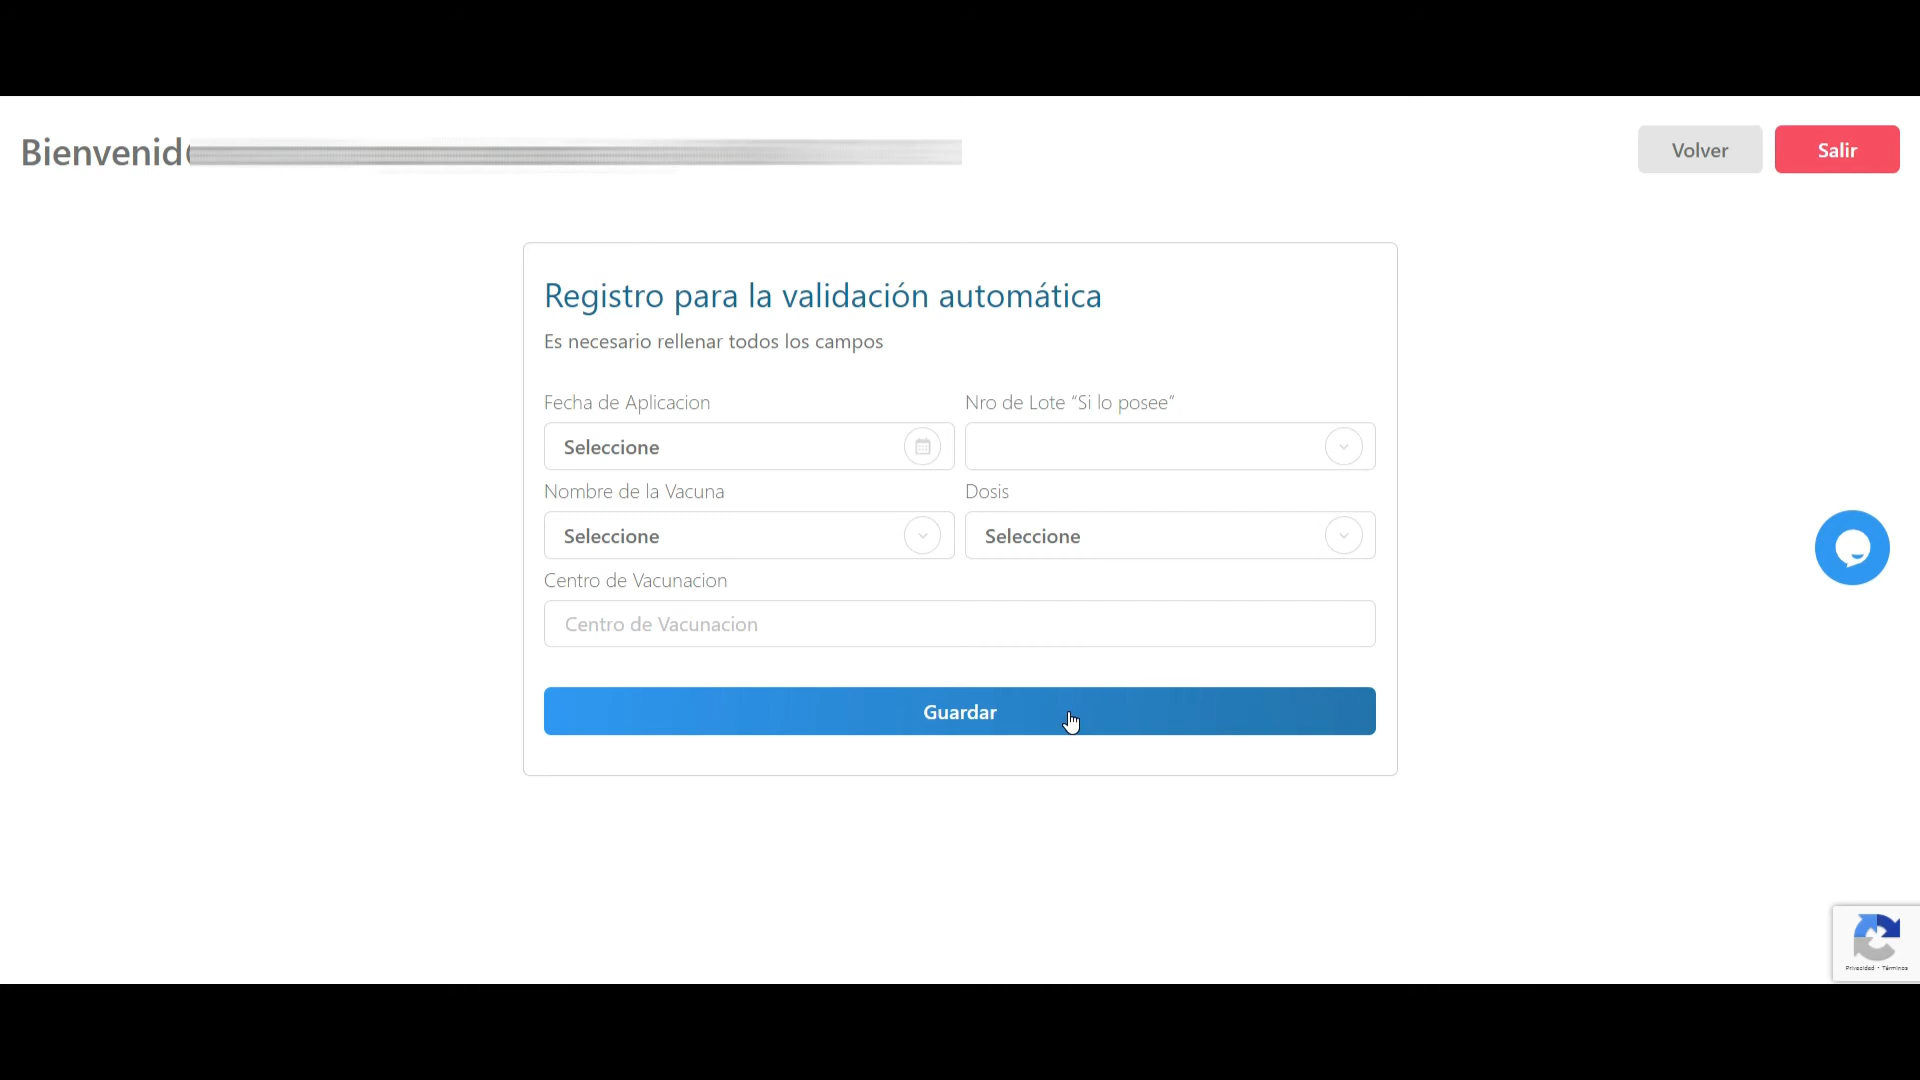 Bienvenid
Volver
Salir
Registro para la validación automática
Es necesario rellenar todos los campos
Fecha de Aplicacion
Nro de Lote “Si lo posee”
Seleccione
Nombre de la Vacuna
Dosis
Seleccione
Seleccione
Centro de Vacunacion
Centro de Vacunacion
Guardar
Privacidad - Términos